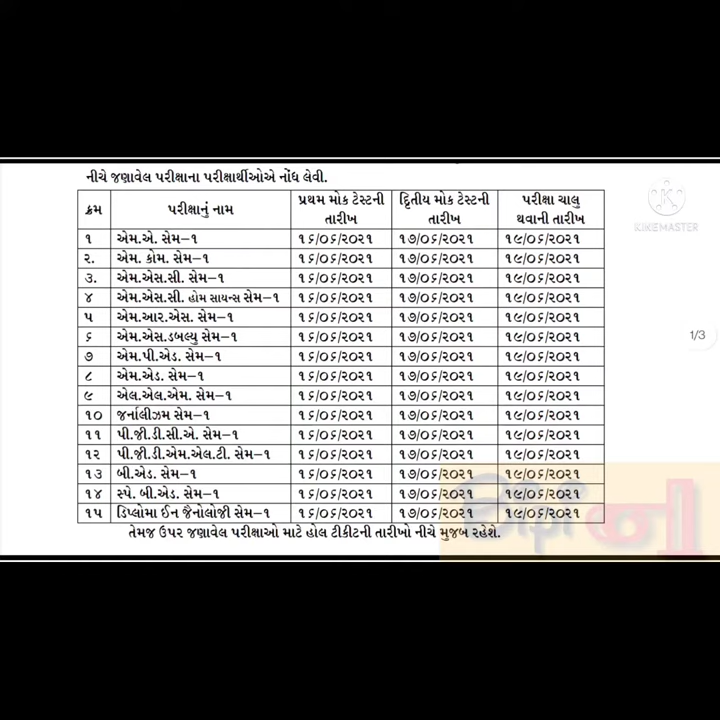 નીચે જણાવેલ પરીક્ષાના પરીક્ષાર્થીઓએ નોંધ લેવી.
ક્રમ પરીક્ષાનું નામ પ્રથમ મોક ટેસ્ટની તારીખ દ્વિતીય મોક ટેસ્ટની તારીખ પરીક્ષા ચાલુ થવાની તારીખ
૧ એમ.એ. સેમ-૧ ૧૬/૦૬/૨૦૨૧ ૧૭/૦૬/૨૦૨૧ ૧૯/૦૬/૨૦૨૧
૨. એમ. કોમ. સેમ-૧ ૧૬/૦૬/૨૦૨૧ ૧૭/૦૬/૨૦૨૧ ૧૯/૦૬/૨૦૨૧
૩. એમ.એસ.સી. સેમ-૧ ૧૬/૦૬/૨૦૨૧ ૧૭/૦૬/૨૦૨૧ ૧૯/૦૬/૨૦૨૧
૪ એમ.એસ.સી. હોમ સાયન્સ સેમ-૧ ૧૬/૦૬/૨૦૨૧ ૧૭/૦૬/૨૦૨૧ ૧૯/૦૬/૨૦૨૧
૫ એમ.આર.એસ. સેમ-૧ ૧૬/૦૬/૨૦૨૧ ૧૭/૦૬/૨૦૨૧ ૧૯/૦૬/૨૦૨૧
૬ એમ.એસ.ડબલ્યુ સેમ-૧ ૧૬/૦૬/૨૦૨૧ ૧૭/૦૬/૨૦૨૧ ૧૯/૦૬/૨૦૨૧
૭ એમ.પી.એડ. સેમ-૧ ૧૬/૦૬/૨૦૨૧ ૧૭/૦૬/૨૦૨૧ ૧૯/૦૬/૨૦૨૧
૮ એમ.એડ. સેમ-૧ ૧૬/૦૬/૨૦૨૧ ૧૭/૦૬/૨૦૨૧ ૧૯/૦૬/૨૦૨૧
૯ એલ.એલ.એમ. સેમ-૧ ૧૬/૦૬/૨૦૨૧ ૧૭/૦૬/૨૦૨૧ ૧૯/૦૬/૨૦૨૧
૧૦ જર્નાલીઝમ સેમ-૧ ૧૬/૦૬/૨૦૨૧ ૧૭/૦૬/૨૦૨૧ ૧૯/૦૬/૨૦૨૧
૧૧ પી.જી.ડી.સી.એ. સેમ-૧ ૧૬/૦૬/૨૦૨૧ ૧૭/૦૬/૨૦૨૧ ૧૯/૦૬/૨૦૨૧
૧૨ પી.જી.ડી.એમ.એલ.ટી. સેમ-૧ ૧૬/૦૬/૨૦૨૧ ૧૭/૦૬/૨૦૨૧ ૧૯/૦૬/૨૦૨૧
૧૩ બી.એડ. સેમ-૧ ૧૬/૦૬/૨૦૨૧ ૧૭/૦૬/૨૦૨૧ ૧૯/૦૬/૨૦૨૧
૧૪ સ્પે. બી.એડ. સેમ-૧ ૧૬/૦૬/૨૦૨૧ ૧૭/૦૬/૨૦૨૧ ૧૯/૦૬/૨૦૨૧
૧૫ ડિપ્લોમા ઈન જૈનોલોજી સેમ-૧ ૧૬/૦૬/૨૦૨૧ ૧૭/૦૬/૨૦૨૧ ૧૯/૦૬/૨૦૨૧
તેમજ ઉપર જણાવેલ પરીક્ષાઓ માટે હોલ ટીકીટની તારીખો નીચે મુજબ રહેશે.
KINEMASTER
1/3